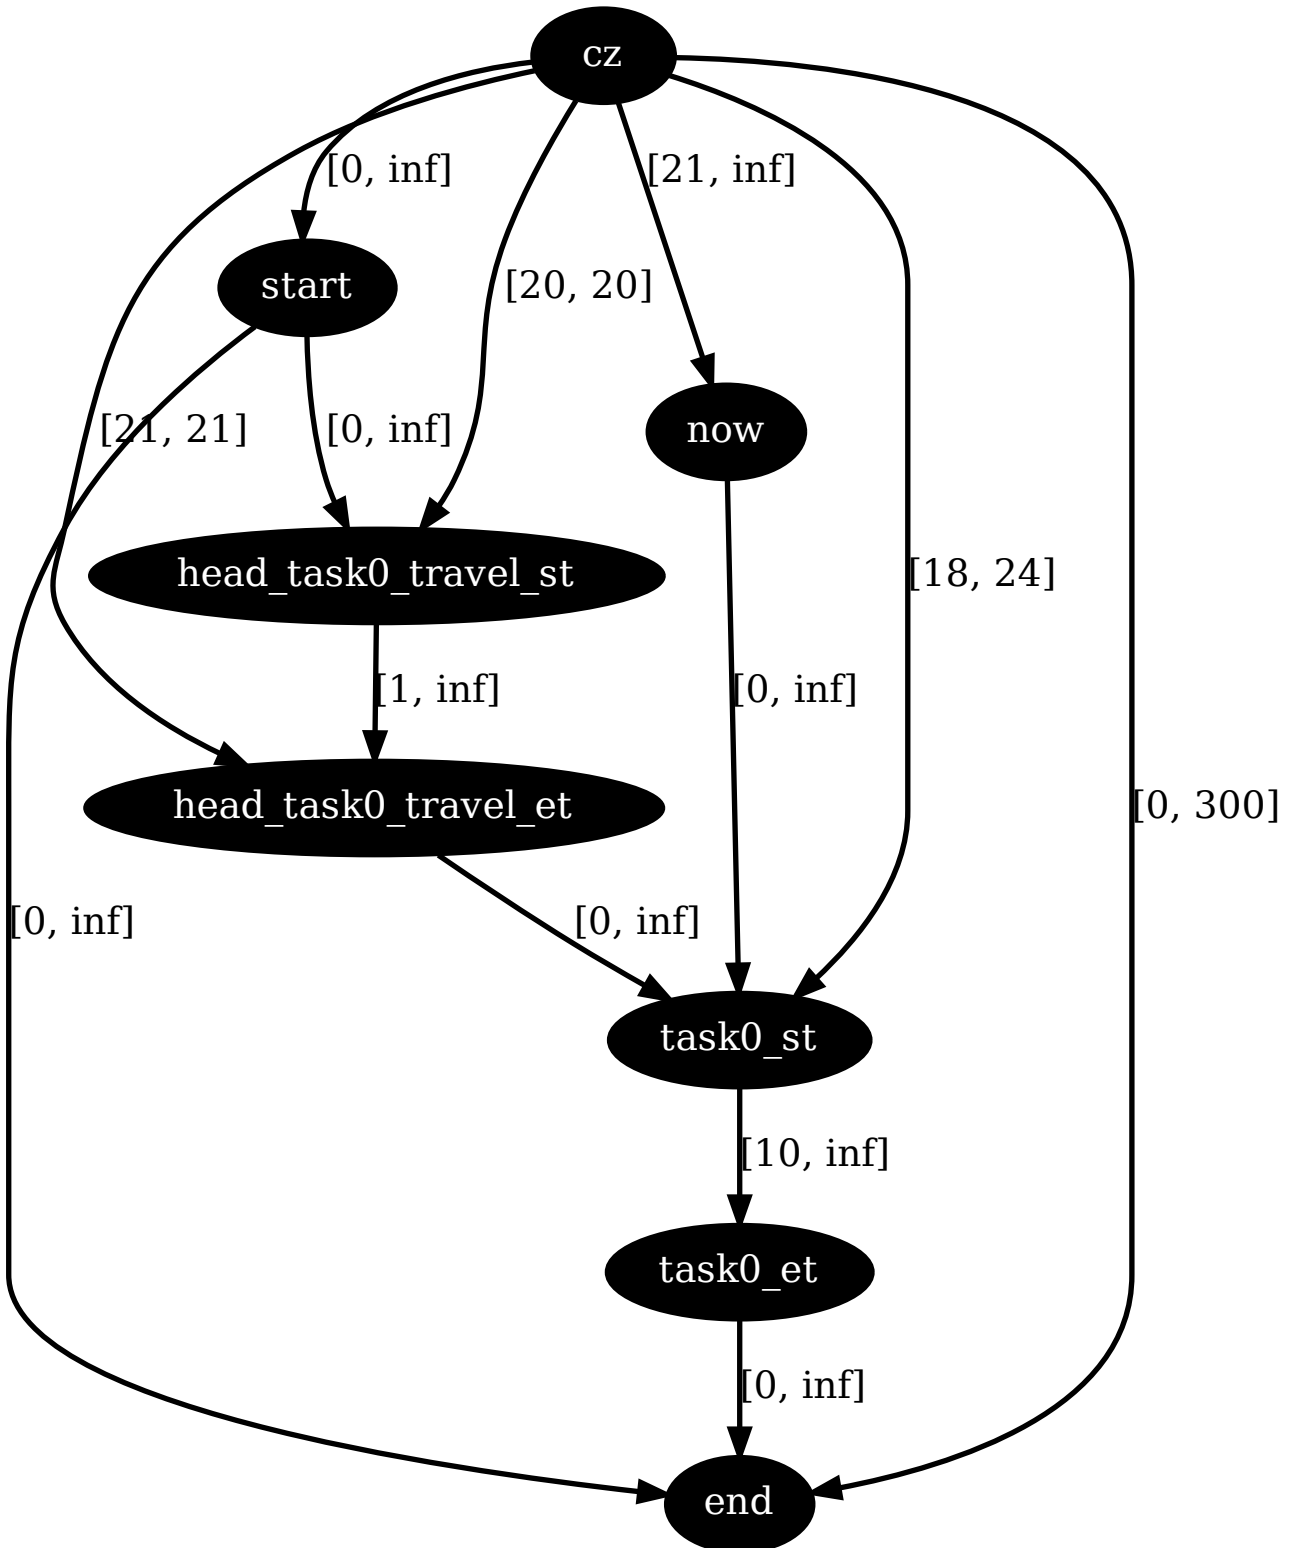 cz
[0, inf]
[21, inf]
start
[20, 20]
[21, 21]
[0, inf]
now
head_task0_travel_st
[18, 24]
[1, inf]
[0, inf]
head_task0_travel_et
[0, 300]
[0, inf]
[0, inf]
task0_st
[10, inf]
task0_et
[0, inf]
end